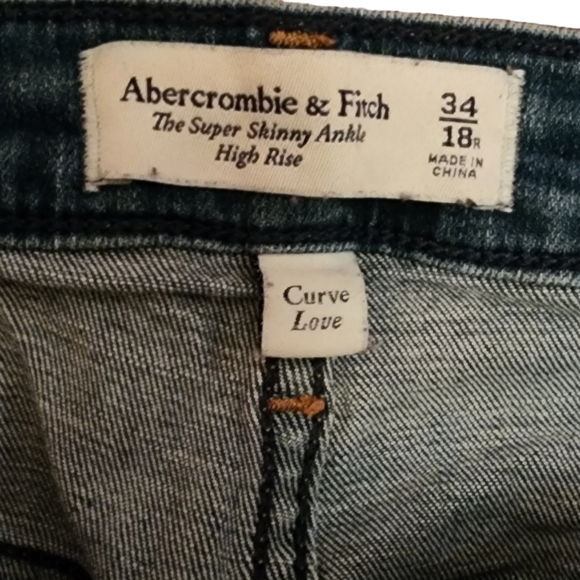 Abercrombie & Fitch
The Super Skinny Ankle
High Rise
34
18R
MADE IN
CHINA
Curve
Love